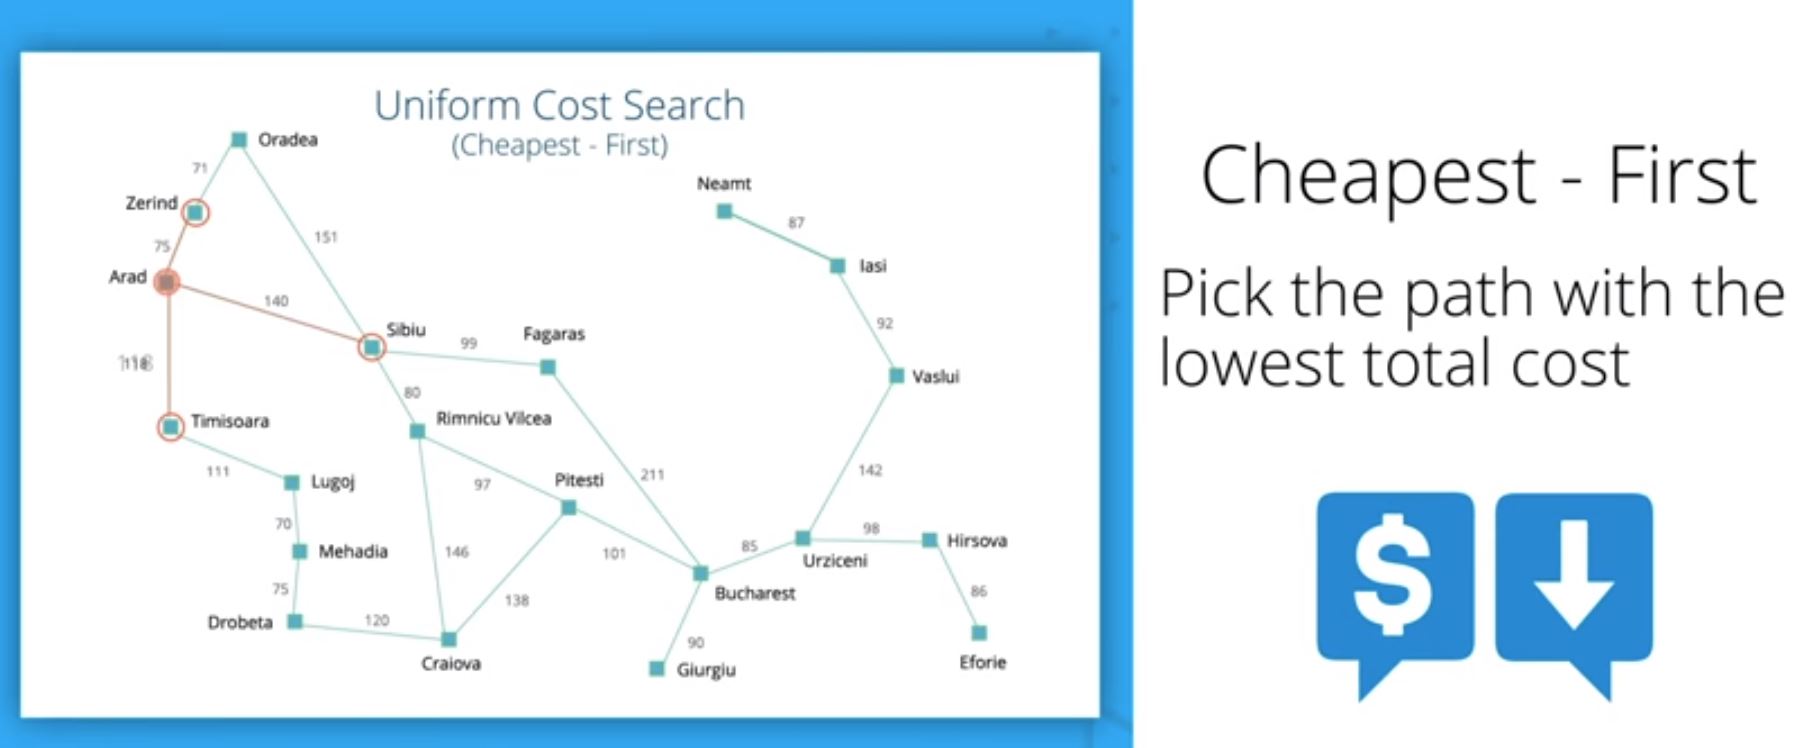 Uniform Cost Search
(Cheapest - First)
Oradea
71
Zerind
75
Arad
151
140
Sibiu
99
Fagaras
118
80
Timisoara
Rimnicu Vilcea
111
Lugoj
97
Pitesti
211
70
Mehadia
146
101
75
138
Drobeta
120
Craiova
Neamt
87
Iasi
92
Vaslui
142
98
Hirsova
85
Urziceni
Bucharest
86
90
Giurgiu
Eforie
Cheapest - First
Pick the path with the
lowest total cost
$